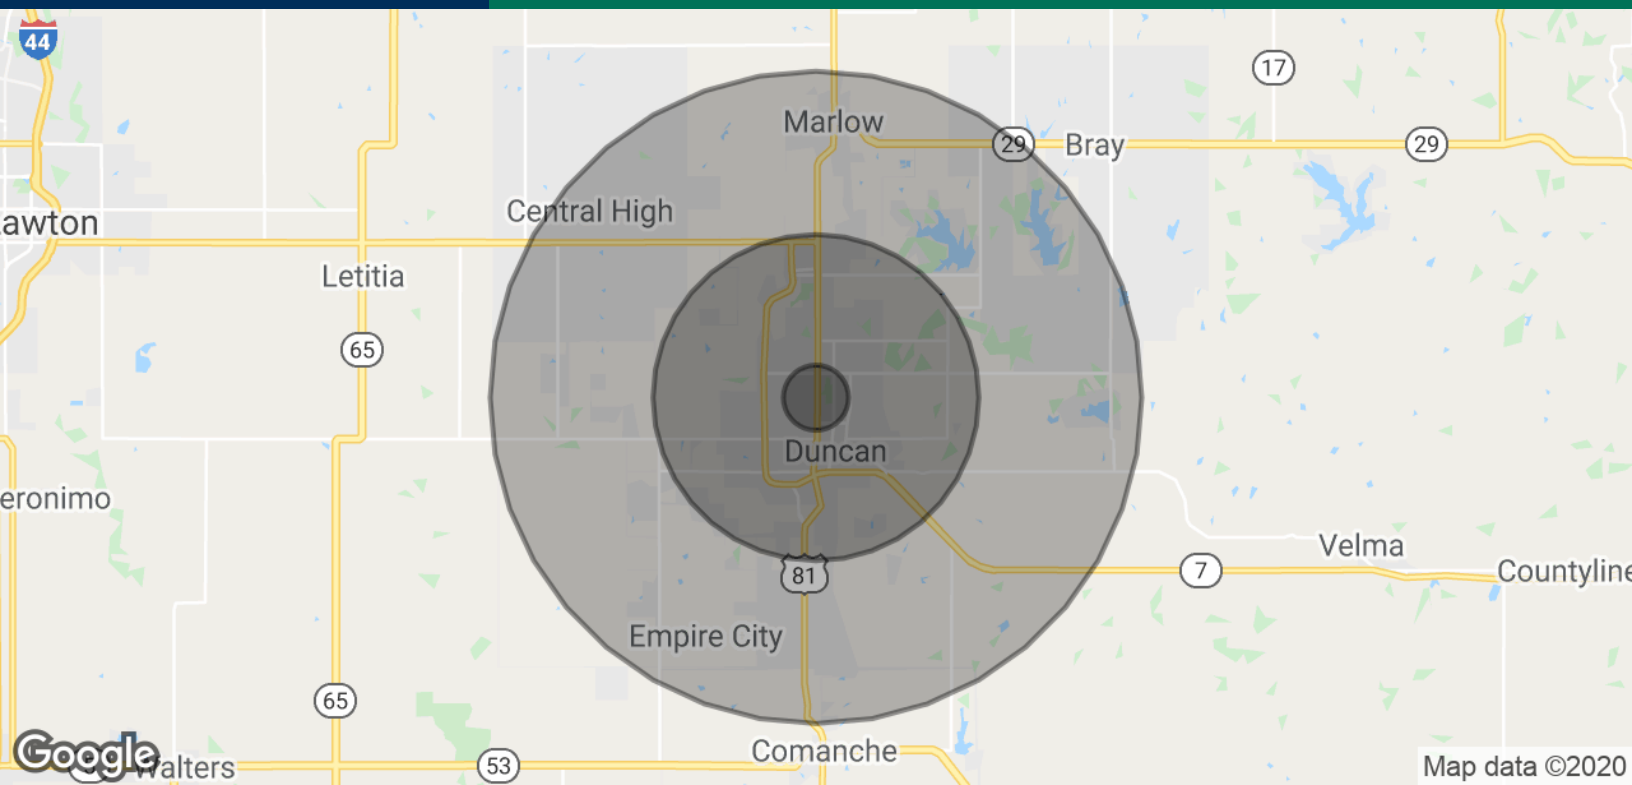 44
17
Marlow
29
Bray
29
Central High
awton
Letitia
65
Duncan
eronimo
Velma
81
7
Countyline
Empire City
65
Comanche
Google
Walters
53
Map data ©2020